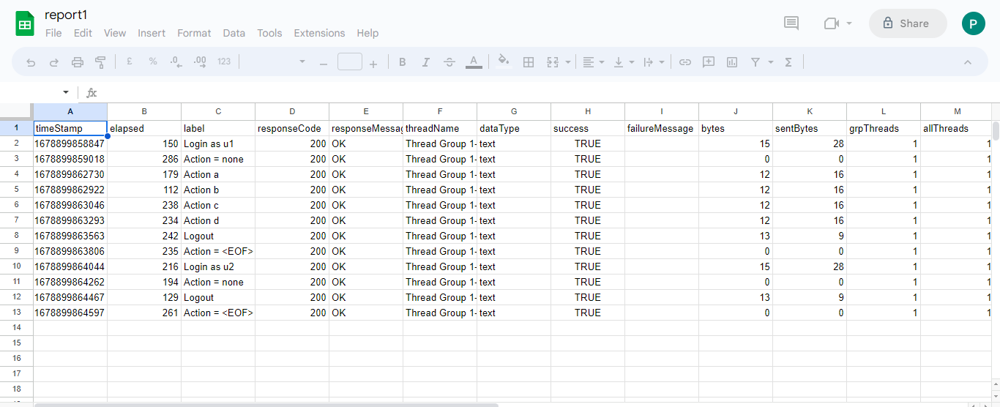 report1
File Edit View Insert Format Data Tools Extensions Help
Share
P
£ % .0 .00 123
B I A Σ
fx
A B C D E F G H I J K L M
1 timeStamp elapsed label responseCode responseMessag threadName dataType success failureMessage bytes sentBytes grpThreads allThreads
2 1678899858847 150 Login as u1 200 OK Thread Group 1- text TRUE 15 28 1 1
3 1678899859018 286 Action = none 200 OK Thread Group 1- text TRUE 0 0 1 1
4 1678899862730 179 Action a 200 OK Thread Group 1- text TRUE 12 16 1 1
5 1678899862922 112 Action b 200 OK Thread Group 1- text TRUE 12 16 1 1
6 1678899863046 238 Action c 200 OK Thread Group 1- text TRUE 12 16 1 1
7 1678899863293 234 Action d 200 OK Thread Group 1- text TRUE 12 16 1 1
8 1678899863563 242 Logout 200 OK Thread Group 1- text TRUE 13 9 1 1
9 1678899863806 235 Action = <EOF> 200 OK Thread Group 1- text TRUE 0 0 1 1
10 1678899864044 216 Login as u2 200 OK Thread Group 1- text TRUE 15 28 1 1
11 1678899864262 194 Action = none 200 OK Thread Group 1- text TRUE 0 0 1 1
12 1678899864467 129 Logout 200 OK Thread Group 1- text TRUE 13 9 1 1
13 1678899864597 261 Action = <EOF> 200 OK Thread Group 1- text TRUE 0 0 1 1
14
15
16
17
18